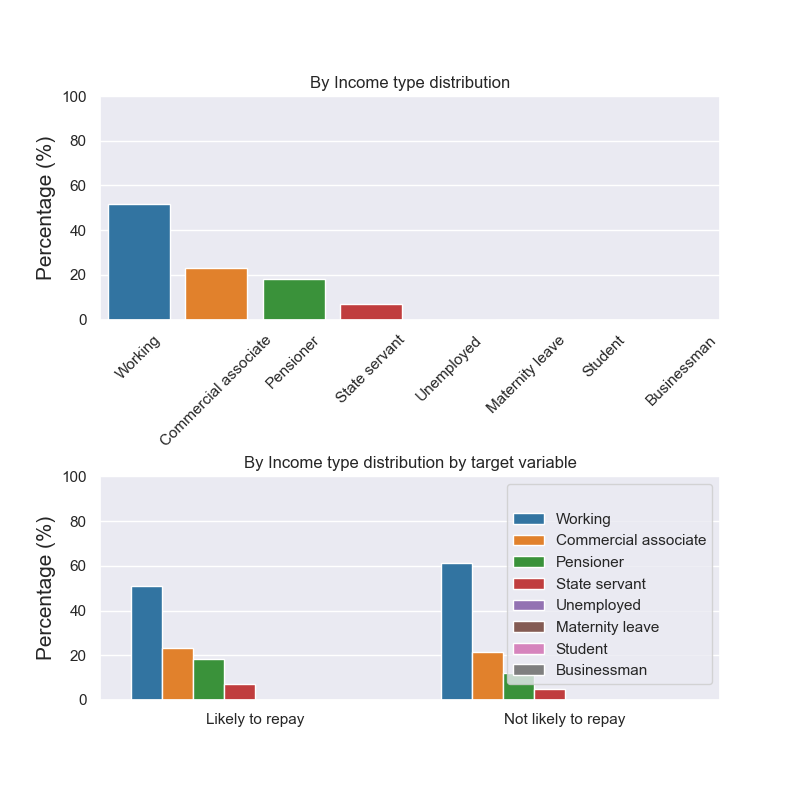 By Income type distribution
Percentage (%)
100
80
60
40
20
0
Working
Commercial associate
Pensioner
State servant
Unemployed
Maternity leave
Student
Businessman
By Income type distribution by target variable
Percentage (%)
100
80
60
40
20
0
Working
Commercial associate
Pensioner
State servant
Unemployed
Maternity leave
Student
Businessman
Likely to repay
Not likely to repay